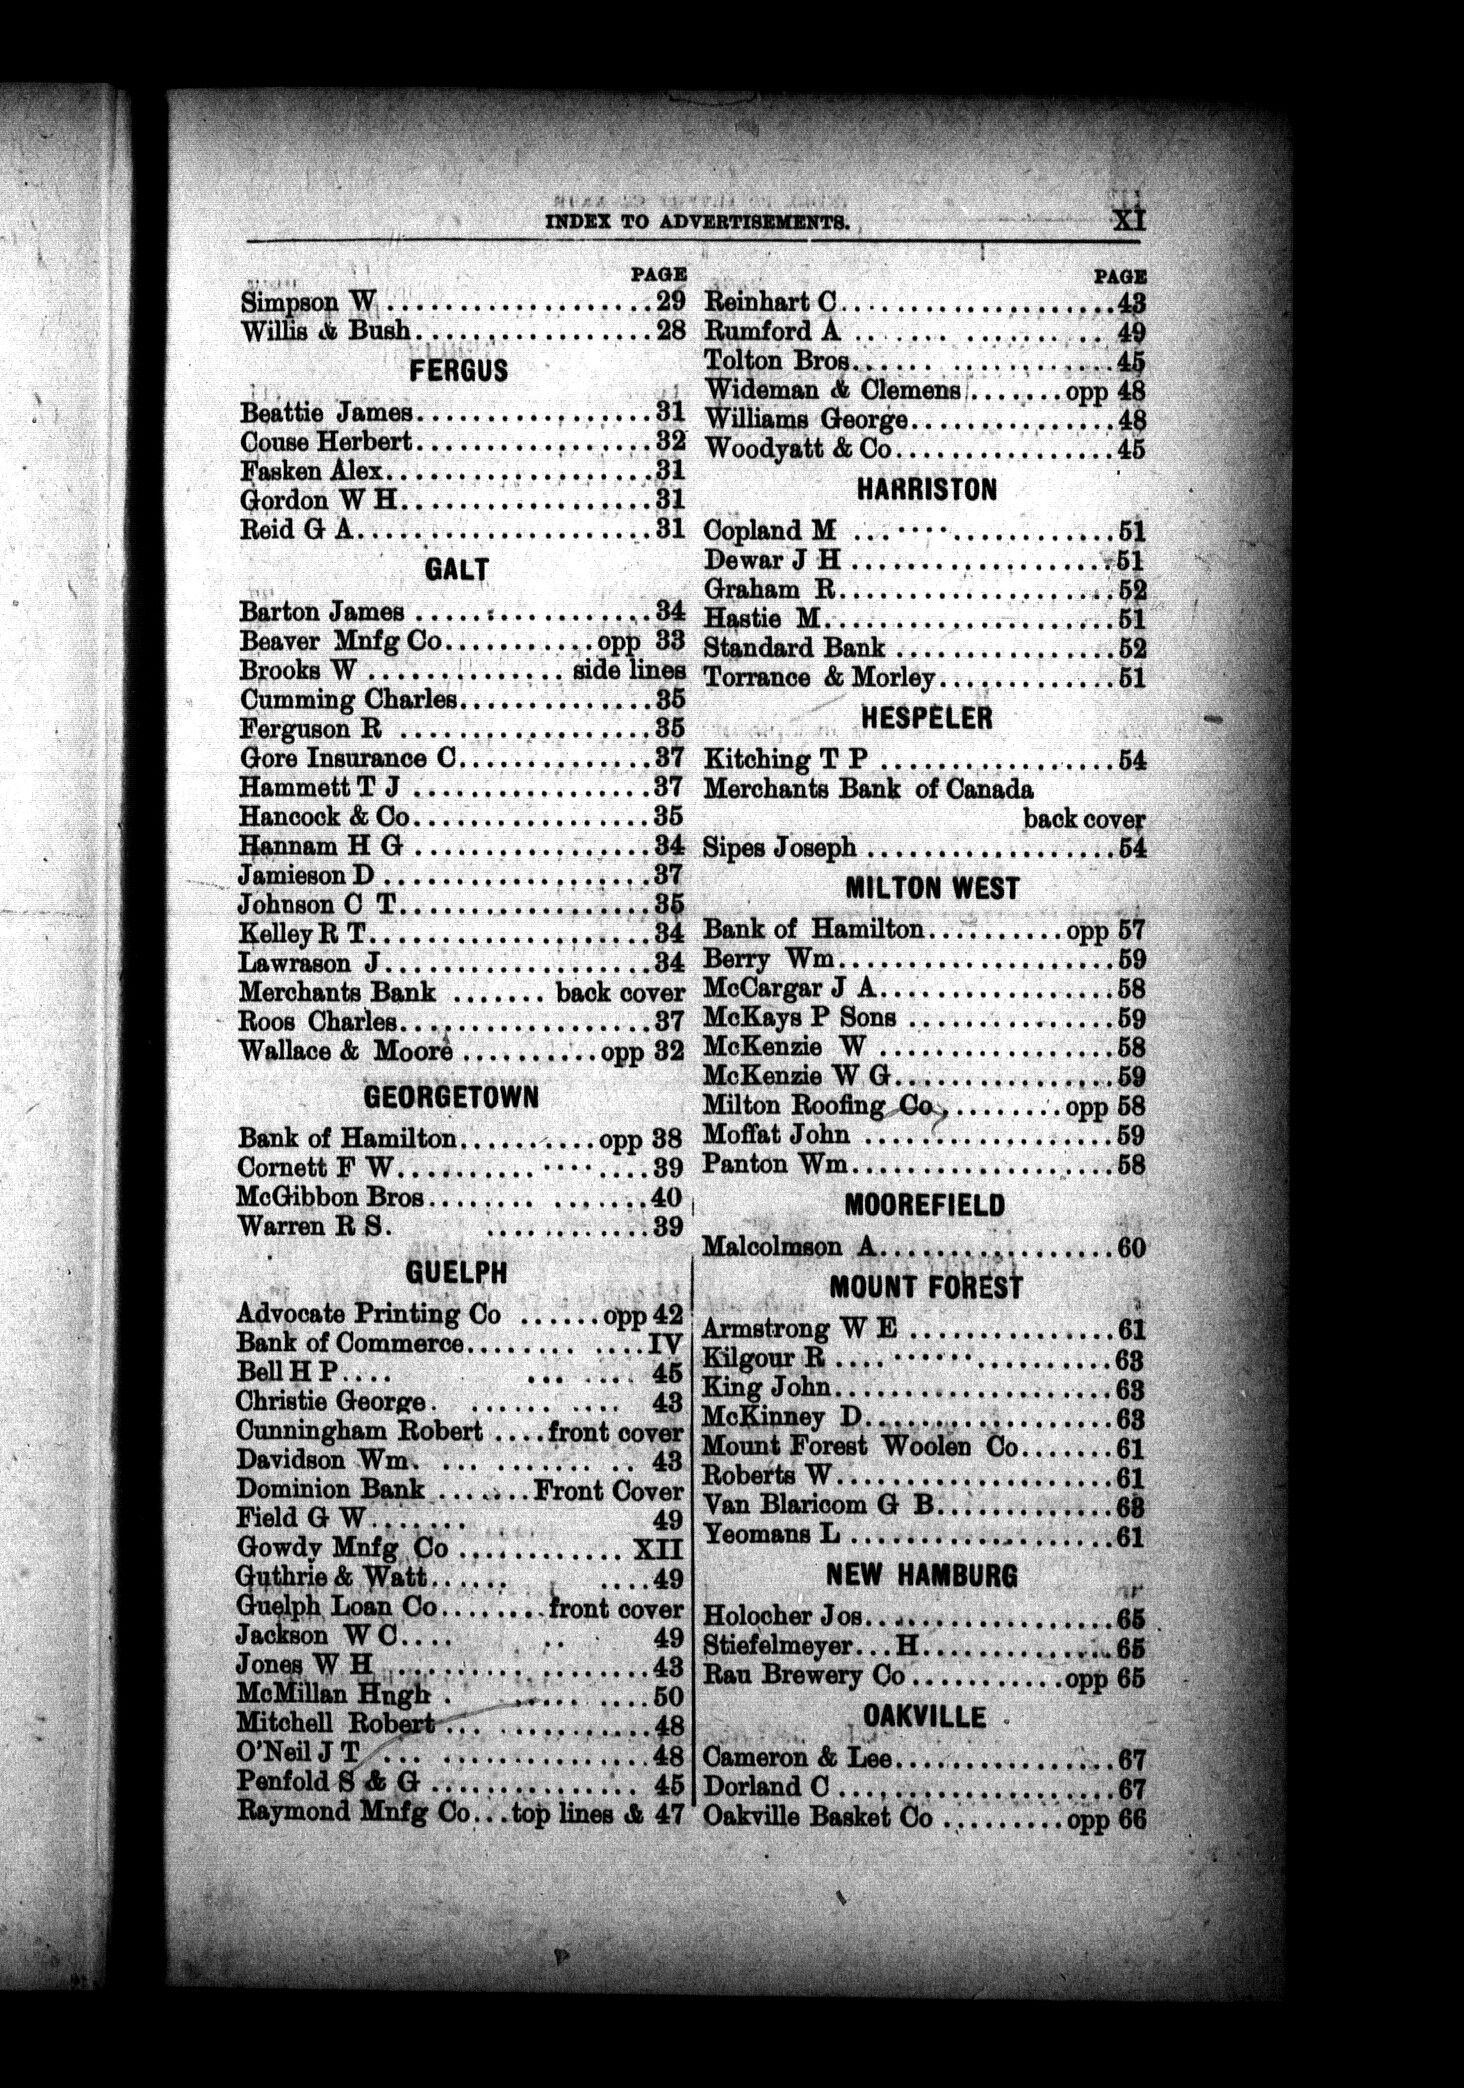 INDEX TO ADVERTISEMENTS. XI
PAGE
Simpson W ..................29
Willis & Bush................28
FERGUS
Beattie James................31
Couse Herbert................32
Fasken Alex..................31
Gordon W H.................31
Reid G A....................31
GALT
Barton James ................34
Beaver Mnfg Co...........opp 33
Brooks W .............. side lines
Cumming Charles.............35
Ferguson R .................35
Gore Insurance C.............37
Hammett T J ................37
Hancock & Co................35
Hannam H G ................34
Jamieson D ..................37
Johnson C T.................35
Kelley R T...................34
Lawrason J..................34
Merchants Bank ....... back cover
Roos Charles.................37
Wallace & Moore ..........opp 32
GEORGETOWN
Bank of Hamilton..........opp 38
Cornett F W..................39
McGibbon Bros........ .......40
Warren R S. ............39
GUELPH
Advocate Printing Co ......opp 42
Bank of Commerce........ ....IV
Bell H P.... ... .... 45
Christie George. ...... .... 43
Cunningham Robert ....front cover
Davidson Wm. ... ....... .. 43
Dominion Bank .......Front Cover
Field G W....... 49
Gowdy Mnfg Co ............ XII
Guthrie & Watt...... ....49
Guelph Loan Co........front cover
Jackson W C.... .. 49
Jones W H .......... ........43
McMillan Hngh . ..... ....50
Mitchell Robert ... ...........48
O'Neil J T ... ...............48
Penfold S & G .............. 45
Raymond Mnfg Co...top lines & 47
PAGE
Reinhart C....................43
Rumford A ...... .......... 49
Tolton Bros...... ...........45
Wideman & Clemens.......opp 48
Williams George..............48
Woodyatt & Co...............45
HARRISTON
Copland M ..................51
Dewar J H ..................51
Graham R...................52
Hastie M....................51
Standard Bank ...............52
Torrance & Morley............51
HESPELER
Kitching T P ................54
Merchants Bank of Canada
back cover
Sipes Joseph .................54
MILTON WEST
Bank of Hamilton..........opp 57
Berry Wm...................59
McCargar J A................58
McKays P Sons ..............59
McKenzie W ................58
McKenzie W G...............59
Milton Roofing Co.........opp 58
Moffat John .................59
Panton Wm..................58
MOOREFIELD
Malcolmson A................60
MOUNT FOREST
Armstrong W E ..............61
Kilgour R ...................63
King John...................63
McKinney D.................63
Mount Forest Woolen Co.......61
Roberts W...................61
Van Blaricom G B............63
Yeomans L ..................61
NEW HAMBURG
Holocher Jos.................65
Stiefelmeyer...H..............65
Rau Brewery Co ...........opp 65
OAKVILLE
Cameron & Lee...............67
Dorland C ...................67
Oakville Basket Co .........opp 66